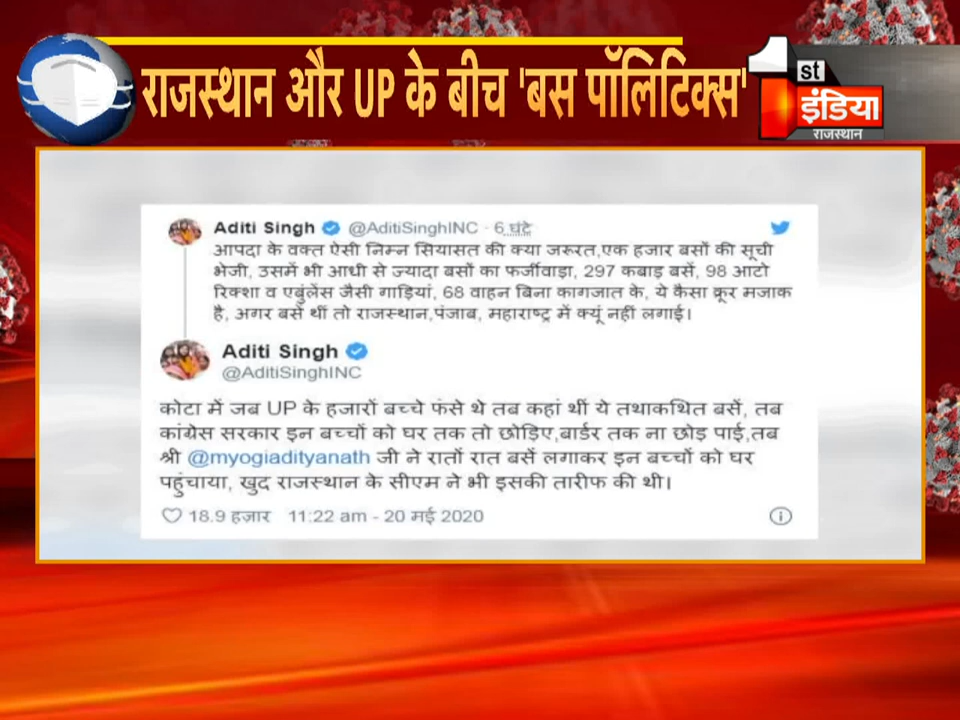 राजस्थान और UP के बीच 'बस पॉलिटिक्स'
1st
इंडिया
राजस्थान
Aditi Singh @AditiSinghINC · 6 घंटे
आपदा के वक्त ऐसी निम्न सियासत की क्या जरूरत,एक हजार बसों की सूची
भेजी, उसमें भी आधी से ज्यादा बसों का फर्जीवाड़ा, 297 कबाड़ बसें, 98 आटो
रिक्शा व एबुंलेंस जैसी गाड़ियां, 68 वाहन बिना कागजात के, ये कैसा क्रूर मजाक
है, अगर बसें थीं तो राजस्थान,पंजाब, महाराष्ट्र में क्यूं नहीं लगाई।
Aditi Singh
@AditiSinghINC
कोटा में जब UP के हजारों बच्चे फंसे थे तब कहां थीं ये तथाकथित बसें, तब
कांग्रेस सरकार इन बच्चों को घर तक तो छोड़िए,बार्डर तक ना छोड़ पाई,तब
श्री @myogiadityanath जी ने रातों रात बसें लगाकर इन बच्चों को घर
पहुंचाया, खुद राजस्थान के सीएम ने भी इसकी तारीफ की थी।
18.9 हज़ार 11:22 am - 20 मई 2020